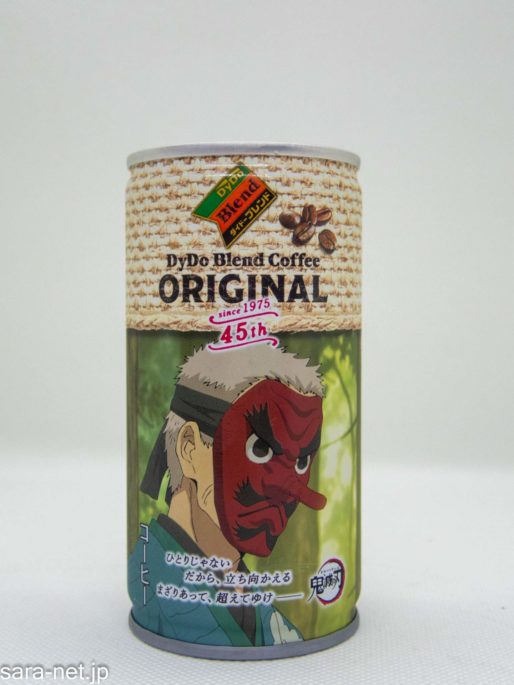 DyDo
Blend
ダイドーブレンド
DyDo Blend Coffee
ORIGINAL
since 1975
45th
コーヒー
ひとりじゃない
だから、立ち向かえる
まざりあって、超えてゆけ――
鬼滅の刃
sara-net.jp